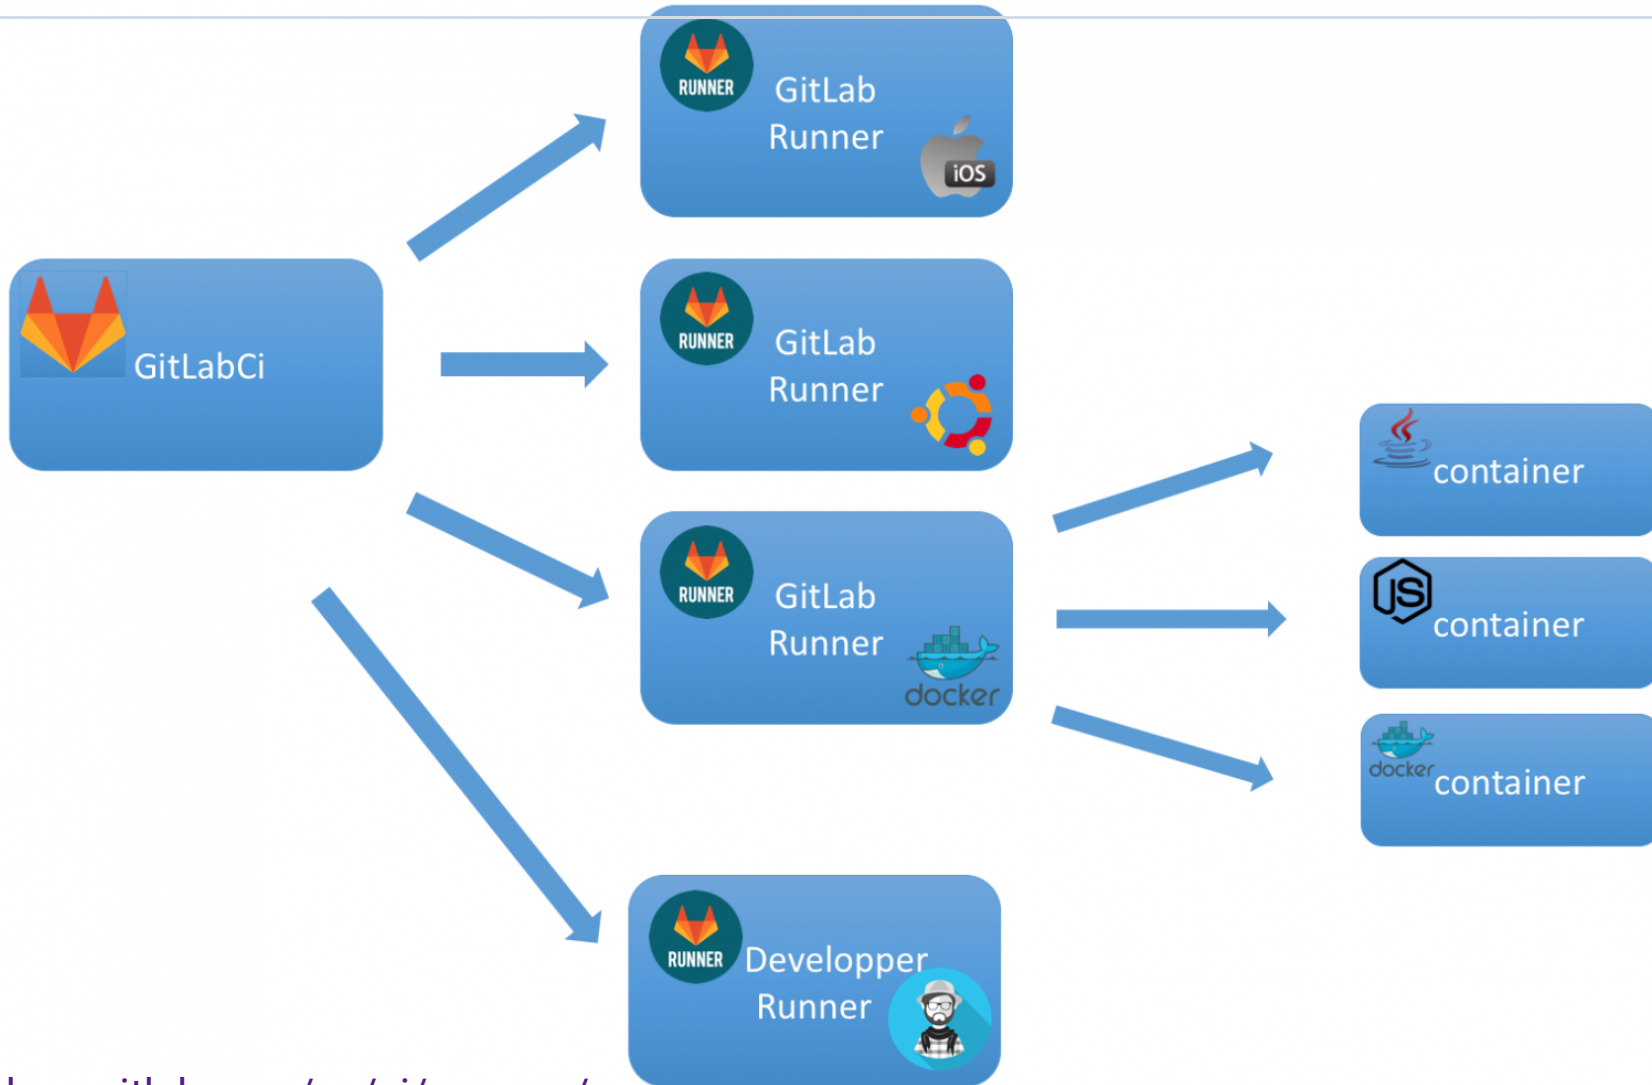 RUNNER
GitLab
Runner
iOS
GitLabCi
RUNNER
GitLab
Runner
RUNNER
GitLab
Runner
docker
container
JS
container
docker
container
RUNNER
Developper
Runner